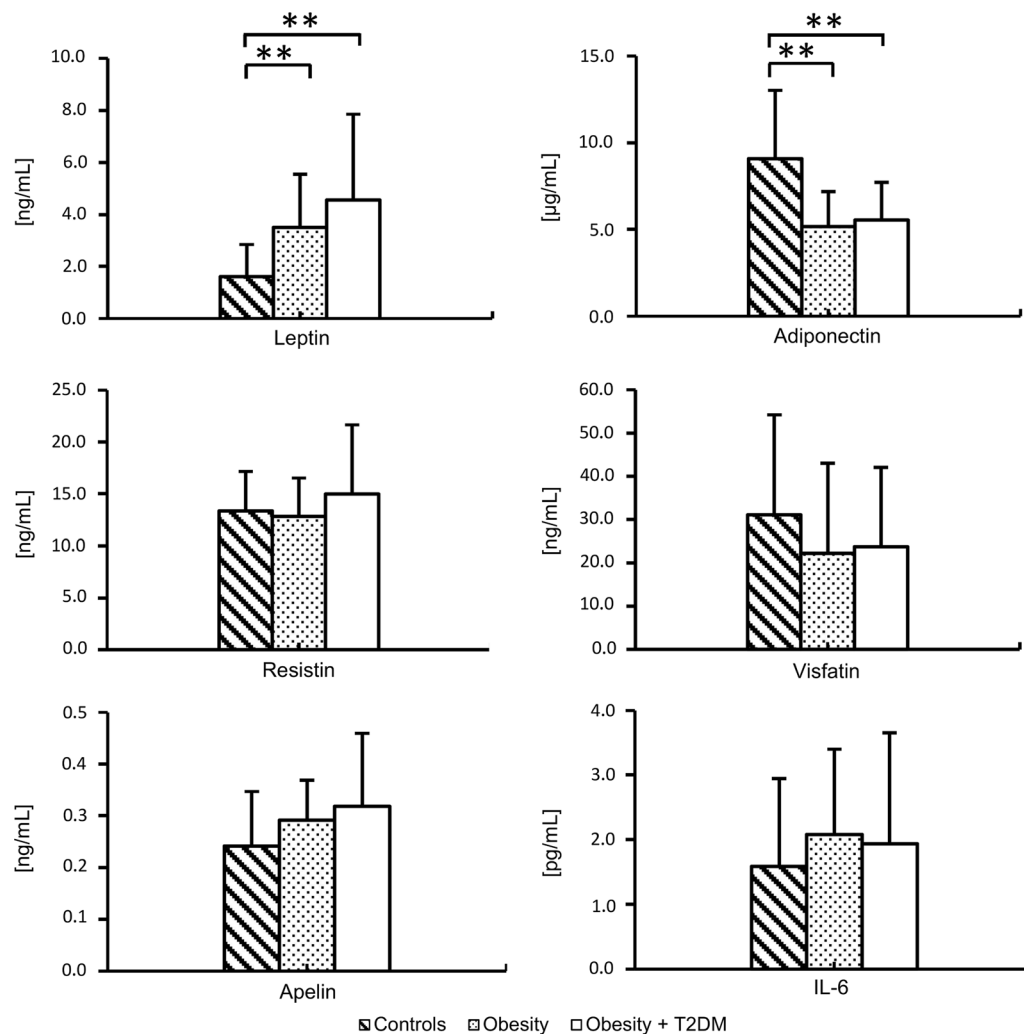 ** **
** **
10.0
8.0
6.0
4.0
2.0
0.0
[ng/mL]
Leptin
15.0
10.0
5.0
0.0
[µg/mL]
Adiponectin
25.0
20.0
15.0
10.0
5.0
0.0
[ng/mL]
Resistin
60.0
50.0
40.0
30.0
20.0
10.0
0.0
[ng/mL]
Visfatin
0.5
0.4
0.3
0.2
0.1
0.0
[ng/mL]
Apelin
4.0
3.0
2.0
1.0
0.0
[pg/mL]
IL-6
Controls Obesity Obesity + T2DM